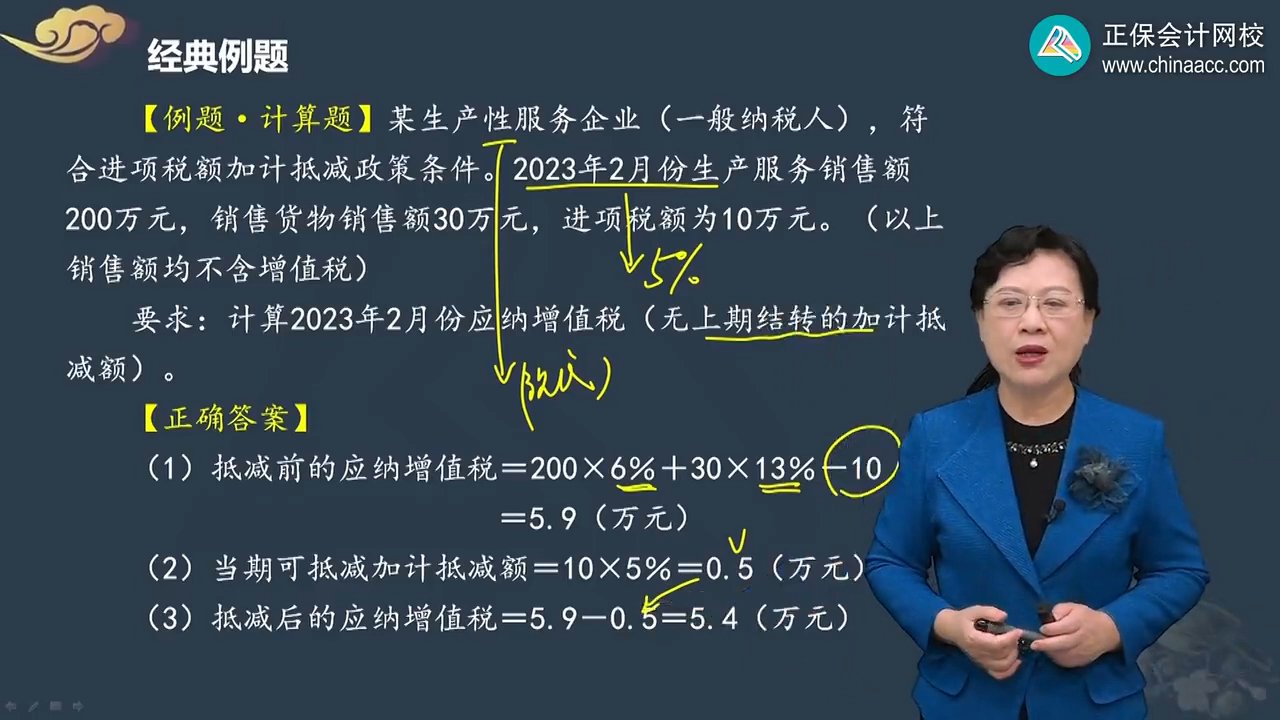 正保会计网校
www.chinaacc.com
经典例题
【例题·计算题】某生产性服务企业（一般纳税人），符
合进项税额加计抵减政策条件。2023年2月份生产服务销售额
200万元，销售货物销售额30万元，进项税额为10万元。（以上
销售额均不含增值税）
5%
要求：计算2023年2月份应纳增值税（无上期结转的加计抵
减额）。
【正确答案】
（1）抵减前的应纳增值税＝200×6%＋30×13%－10
＝5.9（万元）
（2）当期可抵减加计抵减额＝10×5%＝0.5（万元）
（3）抵减后的应纳增值税＝5.9－0.5＝5.4（万元）